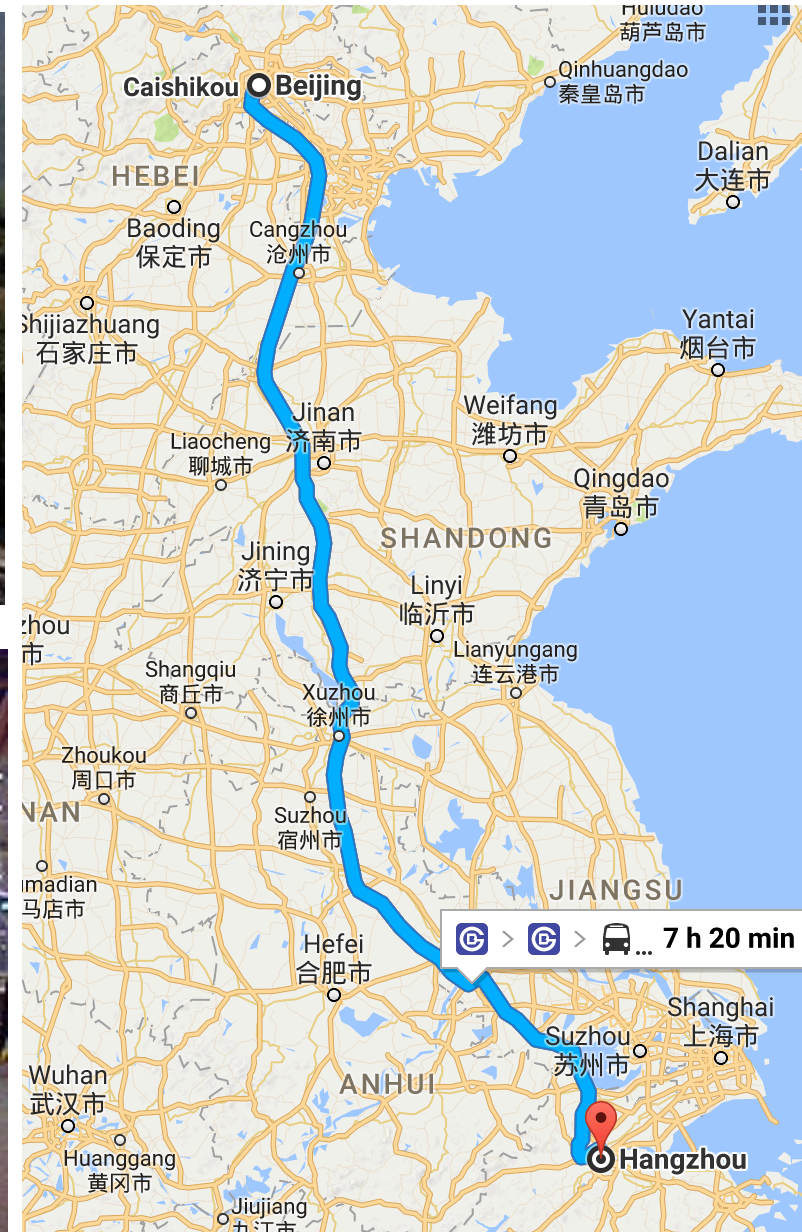 Huludao
葫芦岛市
Qinhuangdao
秦皇岛市
Caishikou
Beijing
Dalian
大连市
HEBEI
Baoding
保定市
Cangzhou
沧州市
Shijiazhuang
石家庄市
Yantai
烟台市
Jinan
济南市
Weifang
潍坊市
Liaocheng
聊城市
Qingdao
青岛市
SHANDONG
Jining
济宁市
Linyi
临沂市
zhou
市
Lianyungang
连云港市
Shangqiu
商丘市
Xuzhou
徐州市
Zhoukou
周口市
NAN
Suzhou
宿州市
umadian
马店市
JIANGSU
7 h 20 min
Hefei
合肥市
Shanghai
上海市
Suzhou
苏州市
ANHUI
Wuhan
武汉市
Huanggang
黄冈市
Hangzhou
Jiujiang
九江市